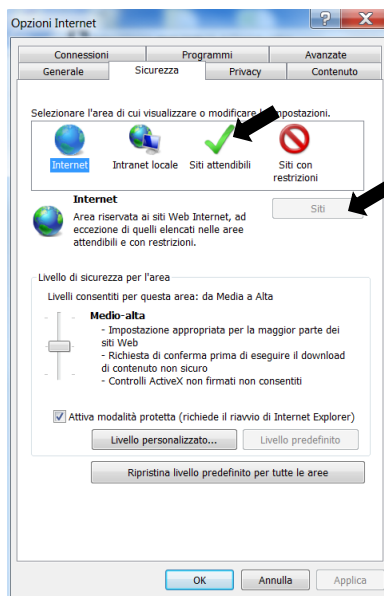 Opzioni Internet
Connessioni Programmi Avanzate
Generale Sicurezza Privacy Contenuto
Selezionare l'area di cui visualizzare o modificare le impostazioni.
Internet Intranet locale Siti attendibili Siti con
restrizioni
Internet
Siti
Area riservata ai siti Web Internet, ad
eccezione di quelli elencati nelle aree
attendibili e con restrizioni.
Livello di sicurezza per l'area
Livelli consentiti per questa area: da Media a Alta
Medio-alta
- Impostazione appropriata per la maggior parte dei
siti Web
- Richiesta di conferma prima di eseguire il download
di contenuto non sicuro
- Controlli ActiveX non firmati non consentiti
Attiva modalità protetta (richiede il riavvio di Internet Explorer)
Livello personalizzato... Livello predefinito
Ripristina livello predefinito per tutte le aree
OK Annulla Applica